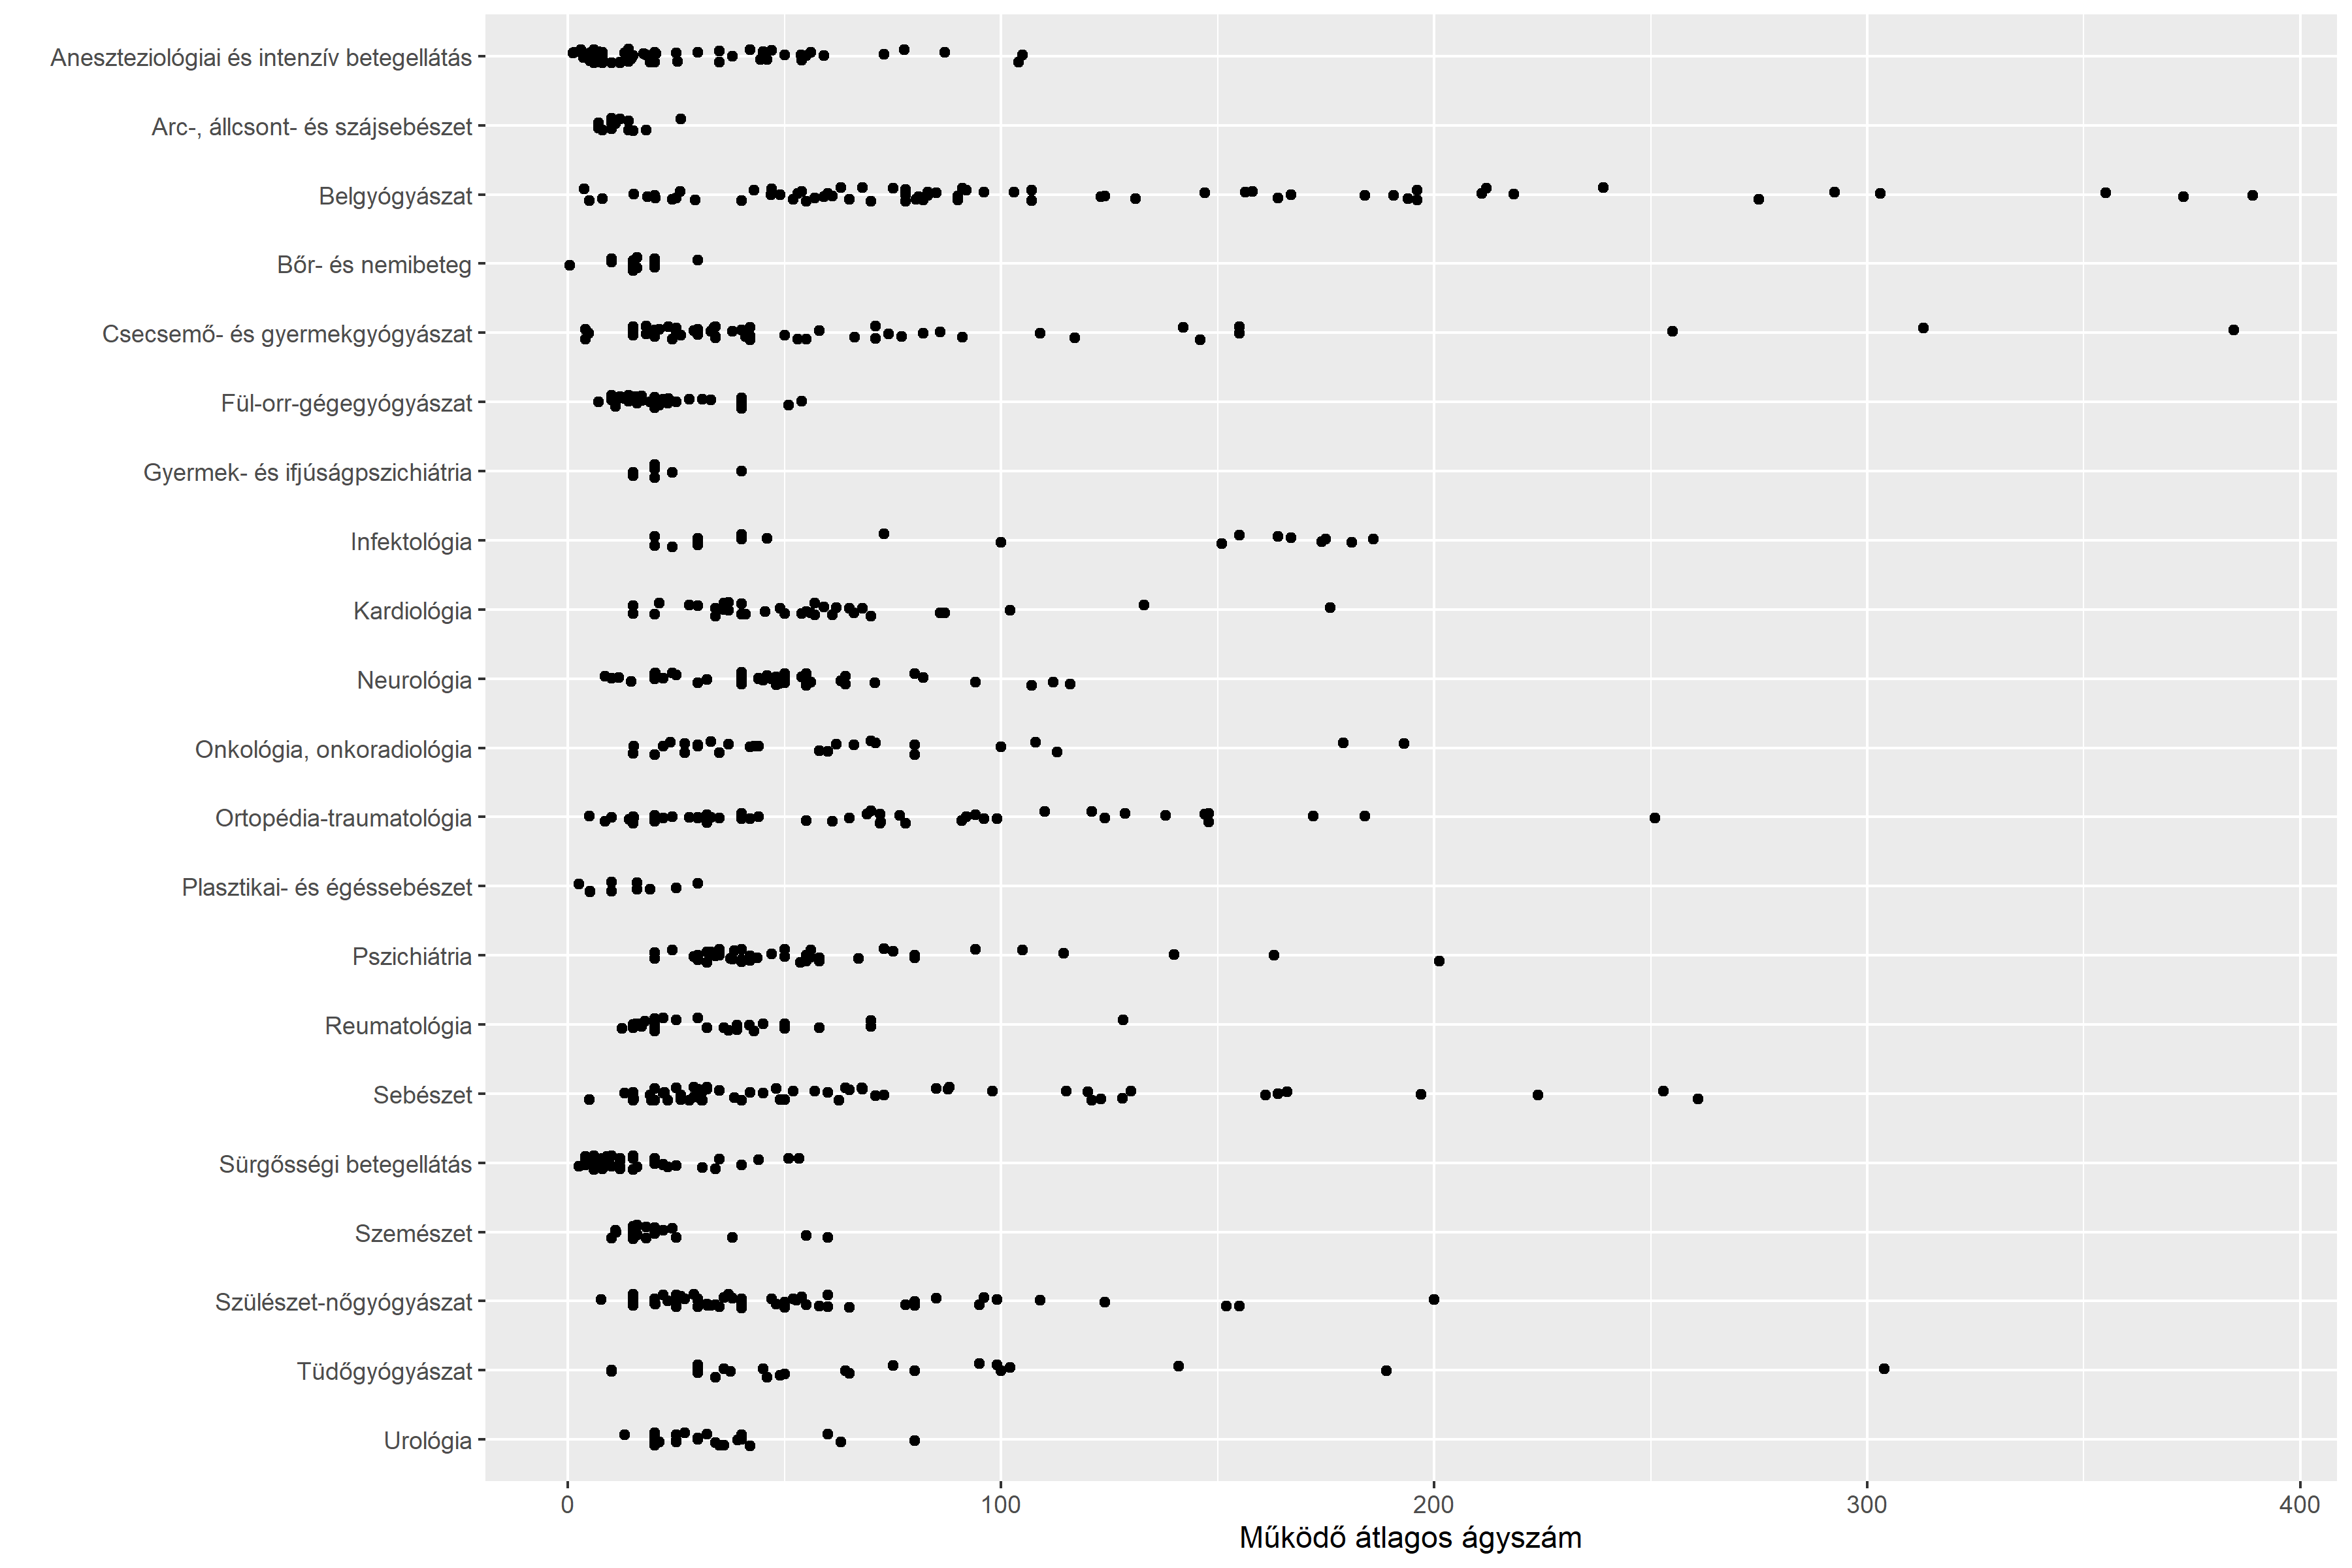 Aneszteziológiai és intenzív betegellátás
Arc-, állcsont- és szájsebészet
Belgyógyászat
Bőr- és nemibeteg
Csecsemő- és gyermekgyógyászat
Fül-orr-gégegyógyászat
Gyermek- és ifjúságpszichiátria
Infektológia
Kardiológia
Neurológia
Onkológia, onkoradiológia
Ortopédia-traumatológia
Plasztikai- és égéssebészet
Pszichiátria
Reumatológia
Sebészet
Sürgősségi betegellátás
Szemészet
Szülészet-nőgyógyászat
Tüdőgyógyászat
Urológia
0 100 200 300 400
Működő átlagos ágyszám